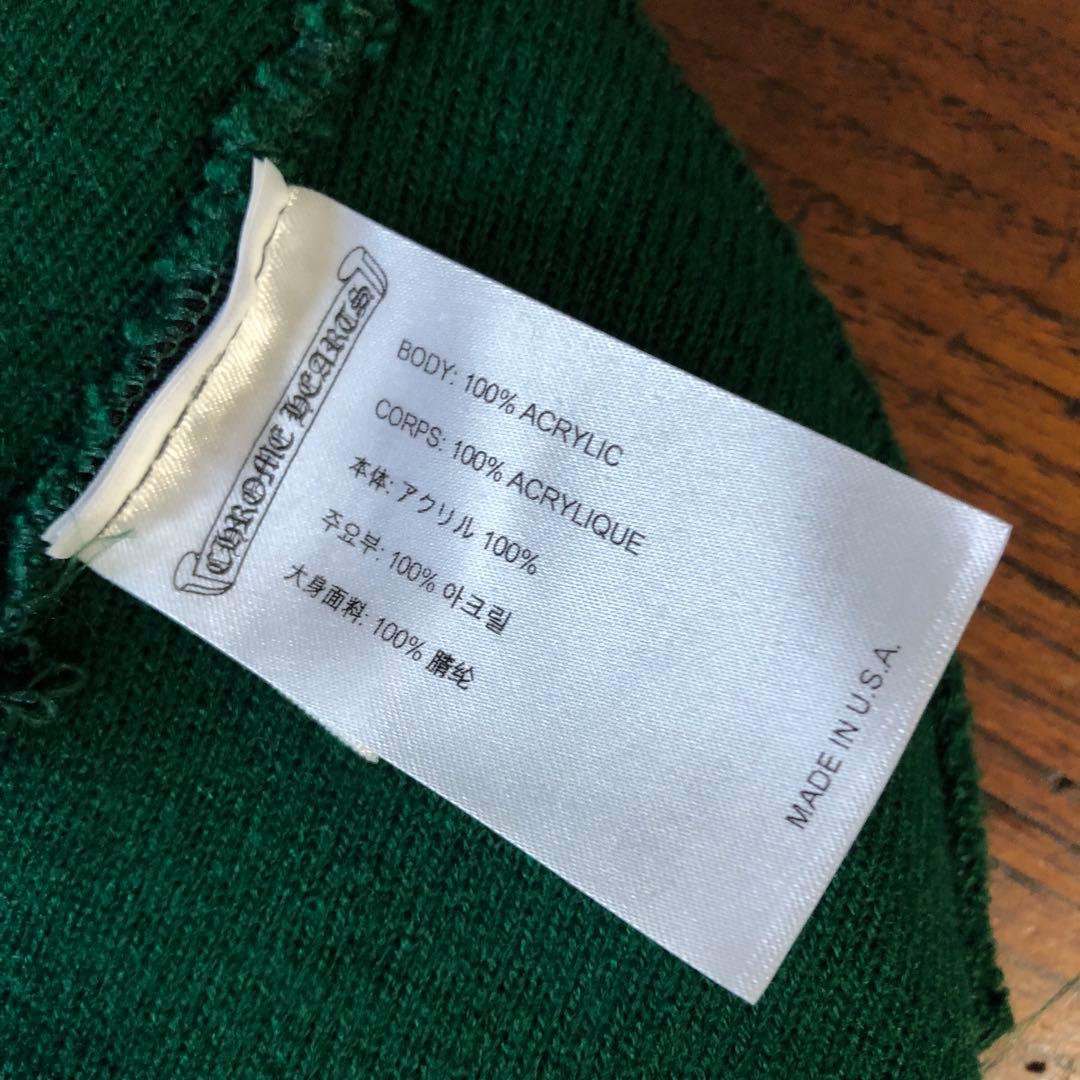 CHROME HEARTS
BODY: 100% ACRYLIC
CORPS: 100% ACRYLIQUE
本体: アクリル 100%
주요부: 100% 아크릴
大身面料: 100% 腈纶
MADE IN U.S.A.